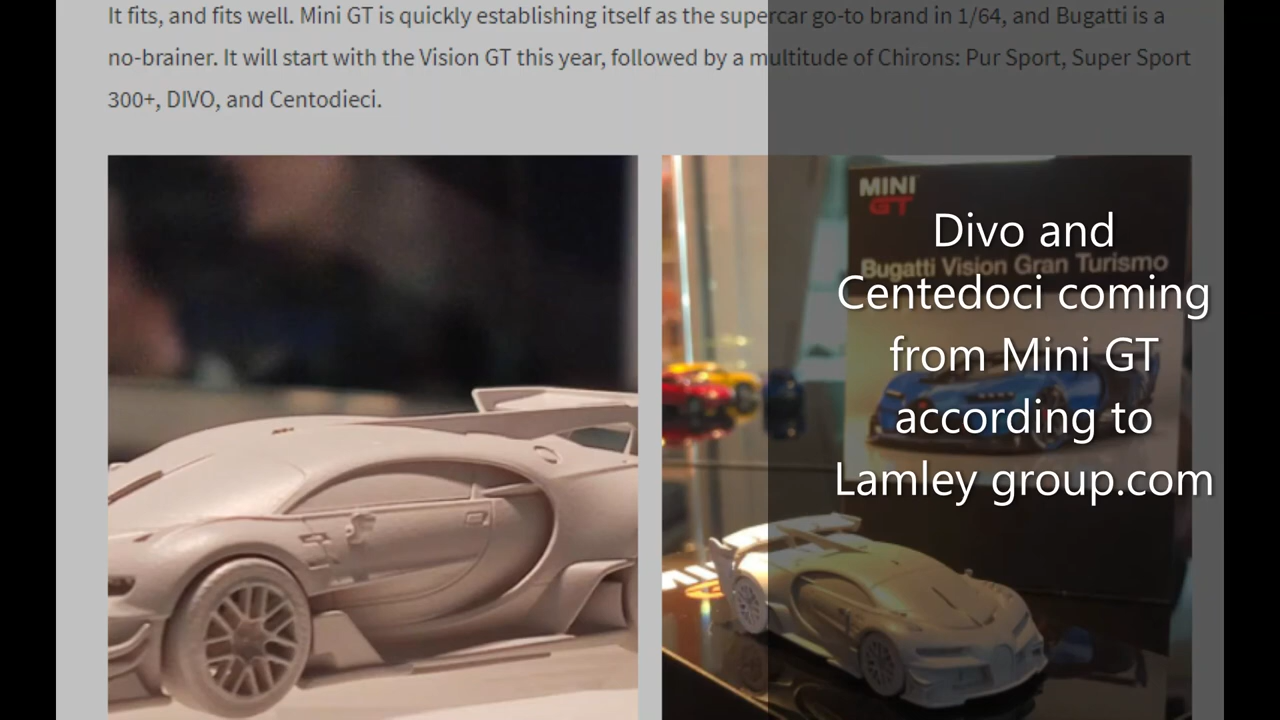 It fits, and fits well. Mini GT is quickly establishing itself as the supercar go-to brand in 1/64, and Bugatti is a
no-brainer. It will start with the Vision GT this year, followed by a multitude of Chirons: Pur Sport, Super Sport
300+, DIVO, and Centodieci.
MINI
GT
Bugatti Vision Gran Turismo
Divo and
Centedoci coming
from Mini GT
according to
Lamley group.com